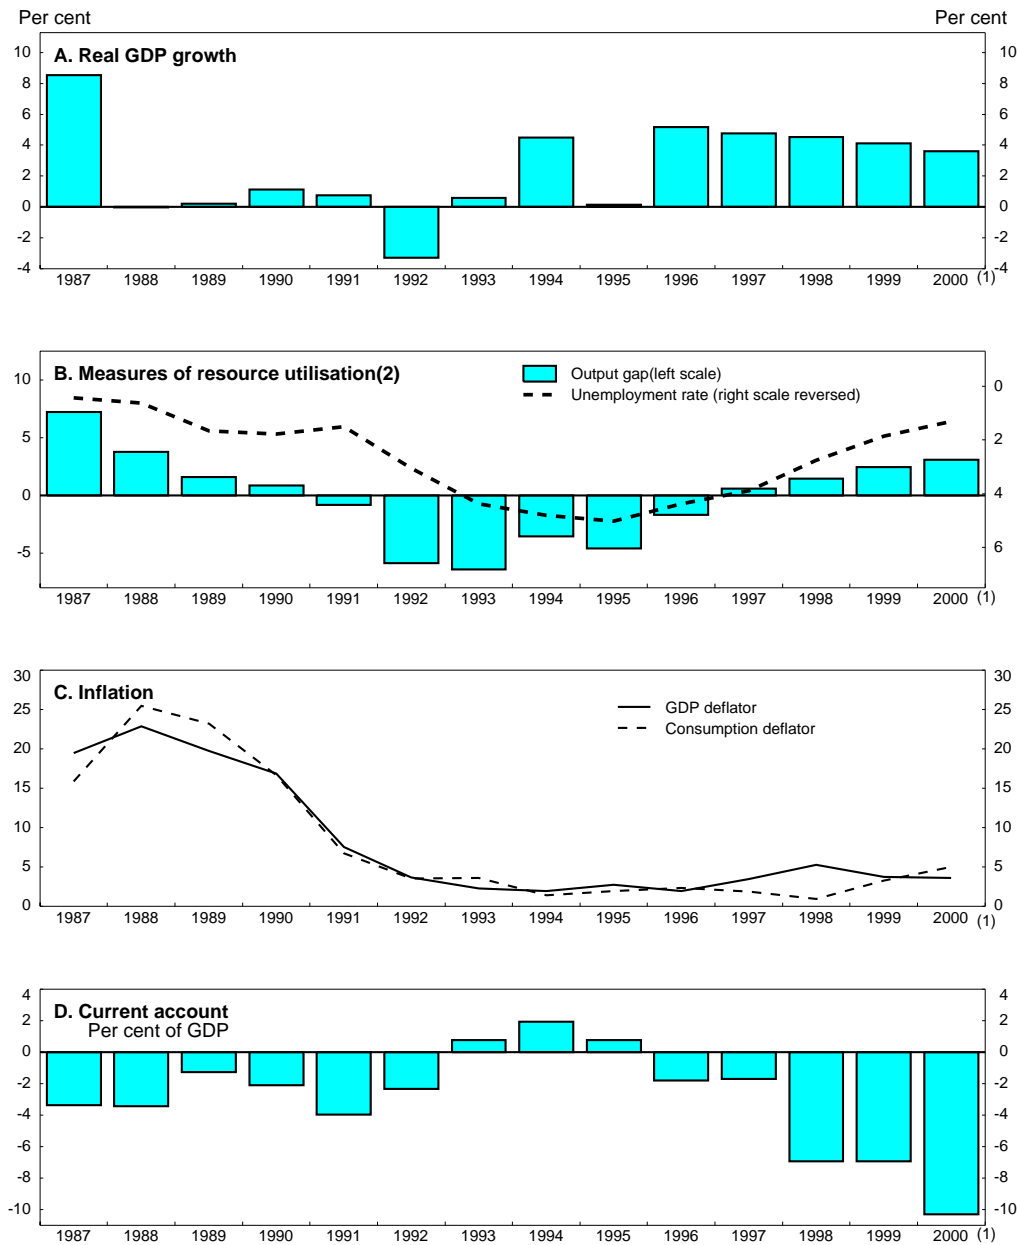 Per cent Per cent
A. Real GDP growth
10 10
8 8
6 6
4 4
2 2
0 0
-2 -2
-4 -4
1987 1988 1989 1990 1991 1992 1993 1994 1995 1996 1997 1998 1999 2000 (1)
B. Measures of resource utilisation(2)
Output gap(left scale)
Unemployment rate (right scale reversed)
10 0
5 2
0 4
-5 6
1987 1988 1989 1990 1991 1992 1993 1994 1995 1996 1997 1998 1999 2000 (1)
C. Inflation
GDP deflator
Consumption deflator
30 30
25 25
20 20
15 15
10 10
5 5
0 0
1987 1988 1989 1990 1991 1992 1993 1994 1995 1996 1997 1998 1999 2000 (1)
D. Current account
Per cent of GDP
4 4
2 2
0 0
-2 -2
-4 -4
-6 -6
-8 -8
-10 -10
1987 1988 1989 1990 1991 1992 1993 1994 1995 1996 1997 1998 1999 2000 (1)